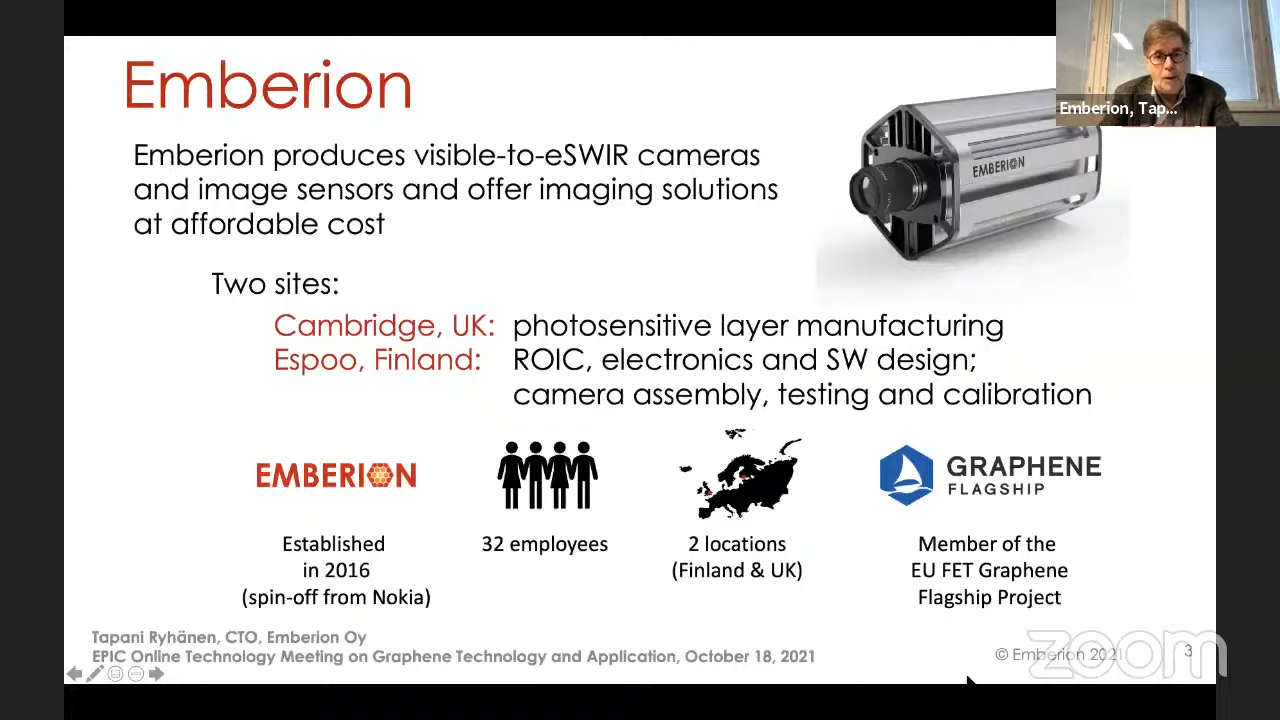 Emberion
Emberion, Tap...
EMBERION
Emberion produces visible-to-eSWIR cameras
and image sensors and offer imaging solutions
at affordable cost
Two sites:
Cambridge, UK: photosensitive layer manufacturing
Espoo, Finland: ROIC, electronics and SW design;
camera assembly, testing and calibration
EMBERION
GRAPHENE
FLAGSHIP
Established
in 2016
(spin-off from Nokia)
32 employees
2 locations
(Finland & UK)
Member of the
EU FET Graphene
Flagship Project
Tapani Ryhänen, CTO, Emberion Oy
EPIC Online Technology Meeting on Graphene Technology and Application, October 18, 2021
© Emberion 2021
3
zoom